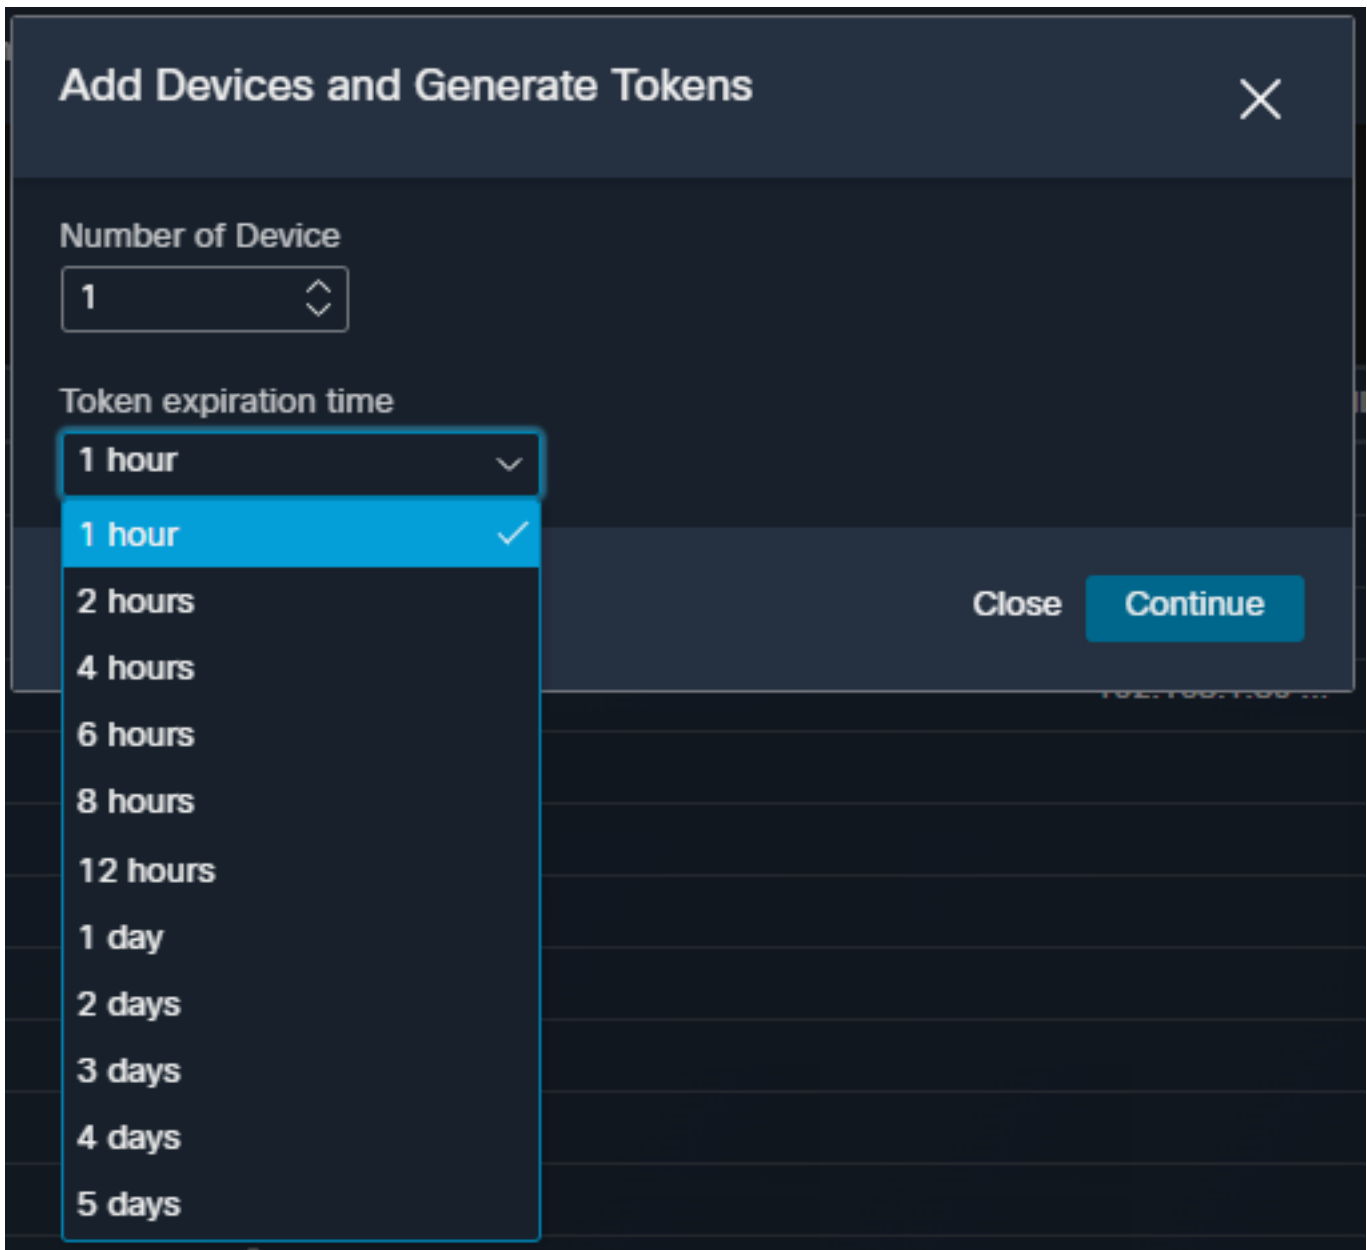 Add Devices and Generate Tokens
Number of Device
1
Token expiration time
1 hour
1 hour
2 hours
4 hours
6 hours
8 hours
12 hours
1 day
2 days
3 days
4 days
5 days
Close
Continue